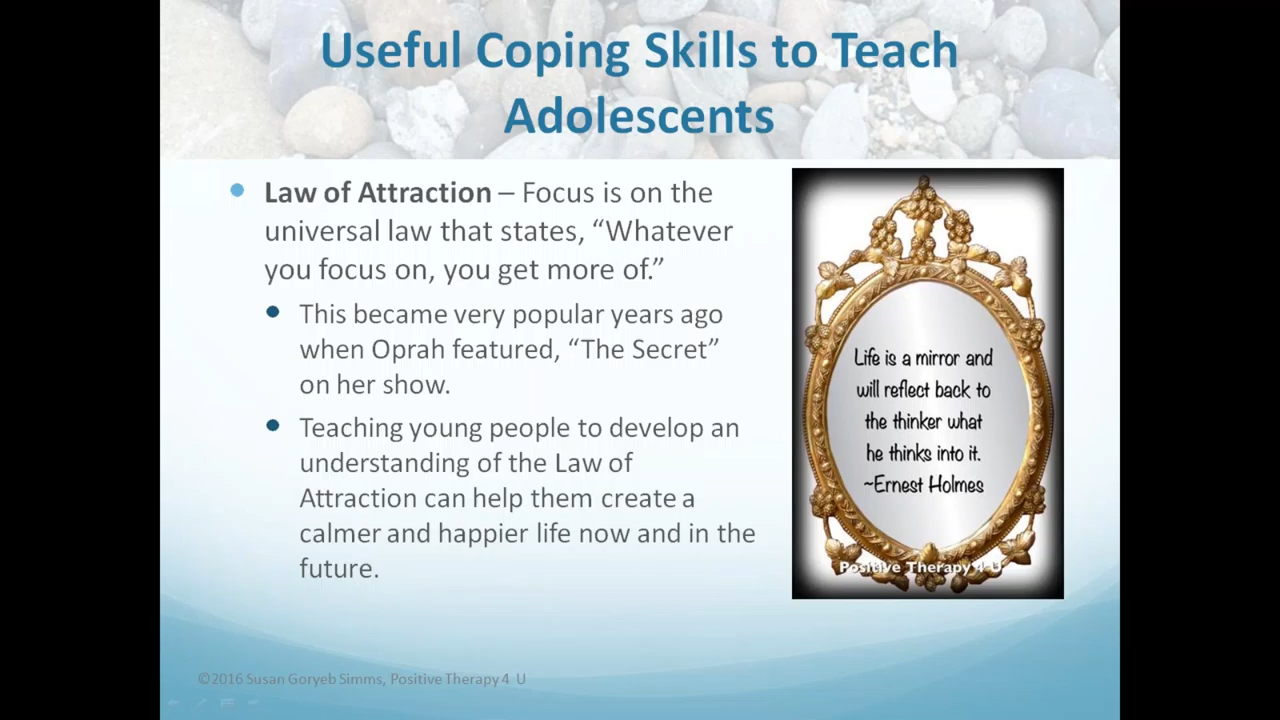 Useful Coping Skills to Teach
Adolescents
Law of Attraction – Focus is on the
universal law that states, “Whatever
you focus on, you get more of.”
This became very popular years ago
when Oprah featured, “The Secret”
on her show.
Teaching young people to develop an
understanding of the Law of
Attraction can help them create a
calmer and happier life now and in the
future.
Life is a mirror and
will reflect back to
the thinker what
he thinks into it.
~Ernest Holmes
Positive Therapy 4 U
©2016 Susan Goryeb Simms, Positive Therapy 4 U